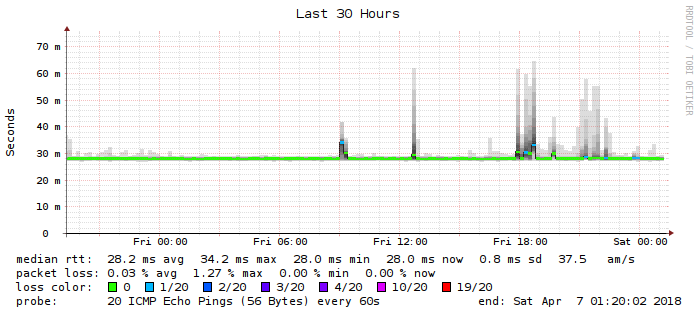 Last 30 Hours
RRDTOOL / TOBI OETIKER
Seconds
70 m
60 m
50 m
40 m
30 m
20 m
10 m
0
Fri 00:00 Fri 06:00 Fri 12:00 Fri 18:00 Sat 00:00
median rtt: 28.2 ms avg 34.2 ms max 28.0 ms min 28.0 ms now 0.8 ms sd 37.5 am/s
packet loss: 0.03 % avg 1.27 % max 0.00 % min 0.00 % now
loss color: 0 1/20 2/20 3/20 4/20 10/20 19/20
probe: 20 ICMP Echo Pings (56 Bytes) every 60s end: Sat Apr 7 01:20:02 2018